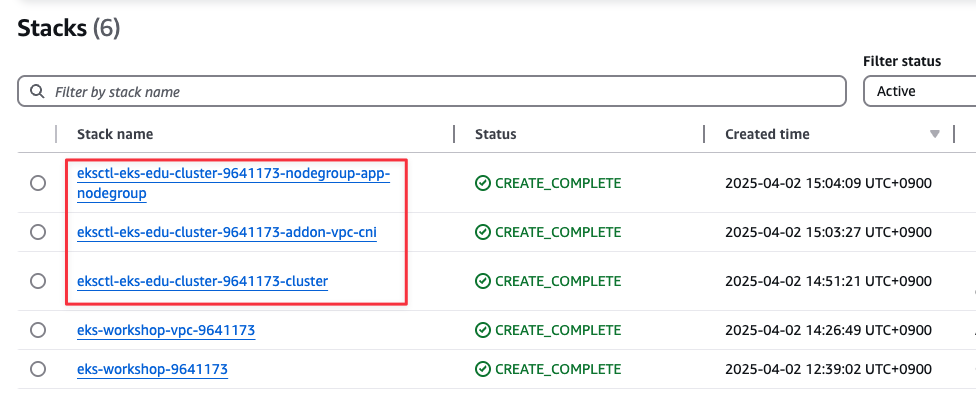 Stacks (6)
Filter status
Filter by stack name
Active
Stack name Status Created time
eksctl-eks-edu-cluster-9641173-nodegroup-app-
nodegroup
CREATE_COMPLETE 2025-04-02 15:04:09 UTC+0900
eksctl-eks-edu-cluster-9641173-addon-vpc-cni CREATE_COMPLETE 2025-04-02 15:03:27 UTC+0900
eksctl-eks-edu-cluster-9641173-cluster CREATE_COMPLETE 2025-04-02 14:51:21 UTC+0900
eks-workshop-vpc-9641173 CREATE_COMPLETE 2025-04-02 14:26:49 UTC+0900
eks-workshop-9641173 CREATE_COMPLETE 2025-04-02 12:39:02 UTC+0900